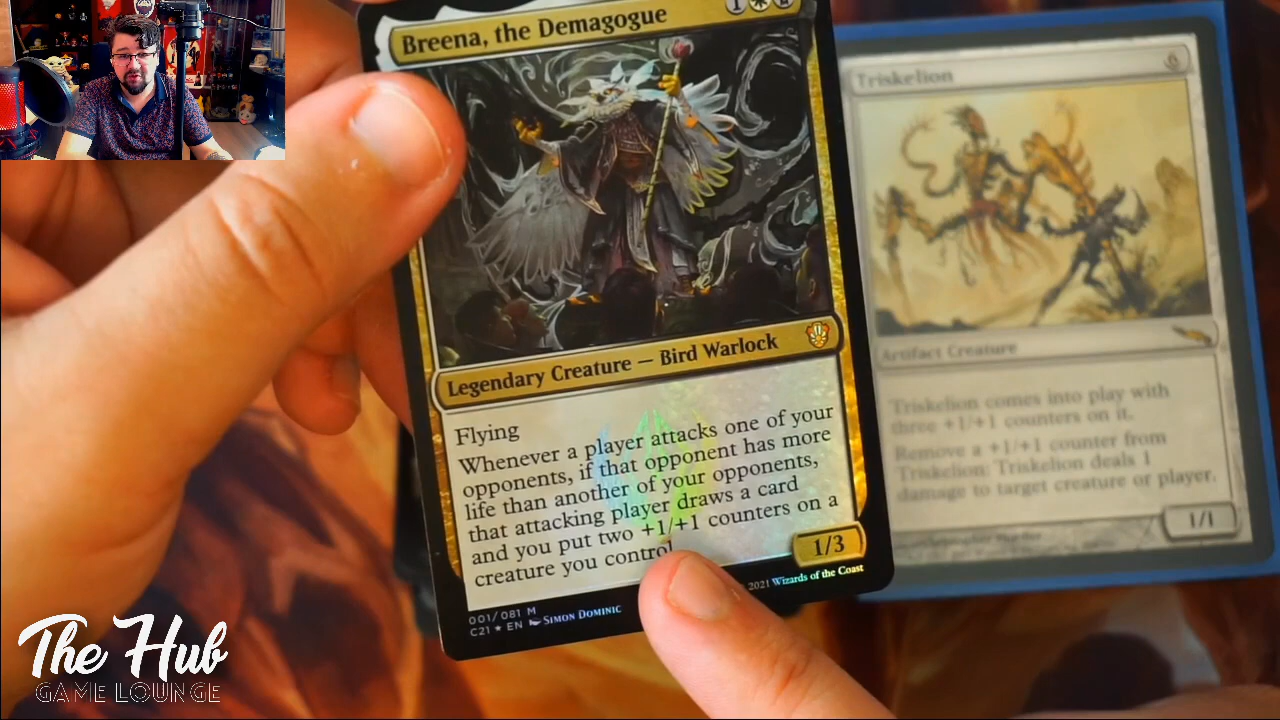 Breena, the Demagogue
1
Legendary Creature — Bird Warlock
Flying
Whenever a player attacks one of your
opponents, if that opponent has more
life than another of your opponents,
that attacking player draws a card
and you put two +1/+1 counters on a
creature you control
1/3
001/081 M
C21 ★ EN SIMON DOMINIC
2021 Wizards of the Coast
Triskelion
6
Artifact Creature
Triskelion comes into play with
three +1/+1 counters on it.
Remove a +1/+1 counter from
Triskelion: Triskelion deals 1
damage to target creature or player.
1/1
The Hub
GAME LOUNGE